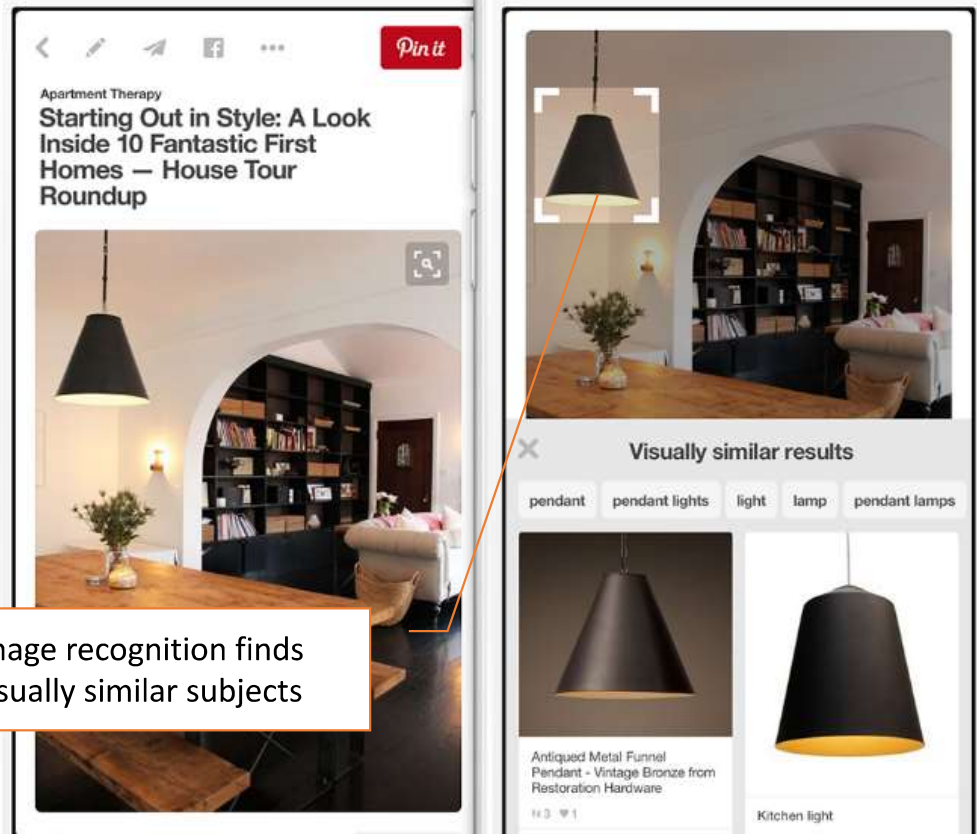 Pin it
Apartment Therapy
Starting Out in Style: A Look
Inside 10 Fantastic First
Homes — House Tour
Roundup
nage recognition finds
sually similar subjects
Visually similar results
pendant
pendant lights
light
lamp
pendant lamps
Antiqued Metal Funnel
Pendant - Vintage Bronze from
Restoration Hardware
3 1
Kitchen light